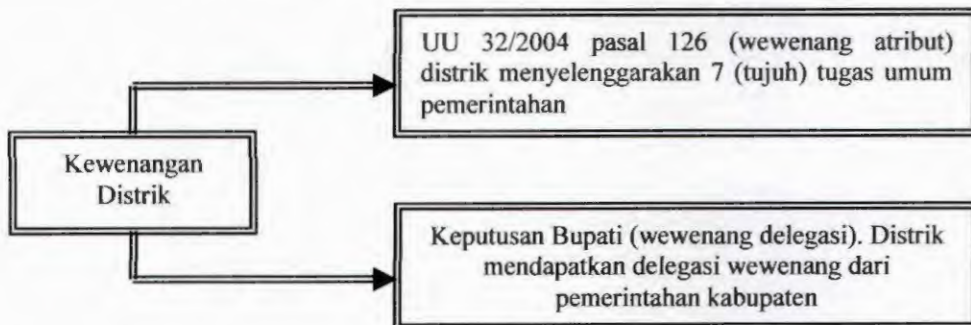 UU 32/2004 pasal 126 (wewenang atribut)
distrik menyelenggarakan 7 (tujuh) tugas umum
pemerintahan
Kewenangan
Distrik
Keputusan Bupati (wewenang delegasi). Distrik
mendapatkan delegasi wewenang dari
pemerintahan kabupaten